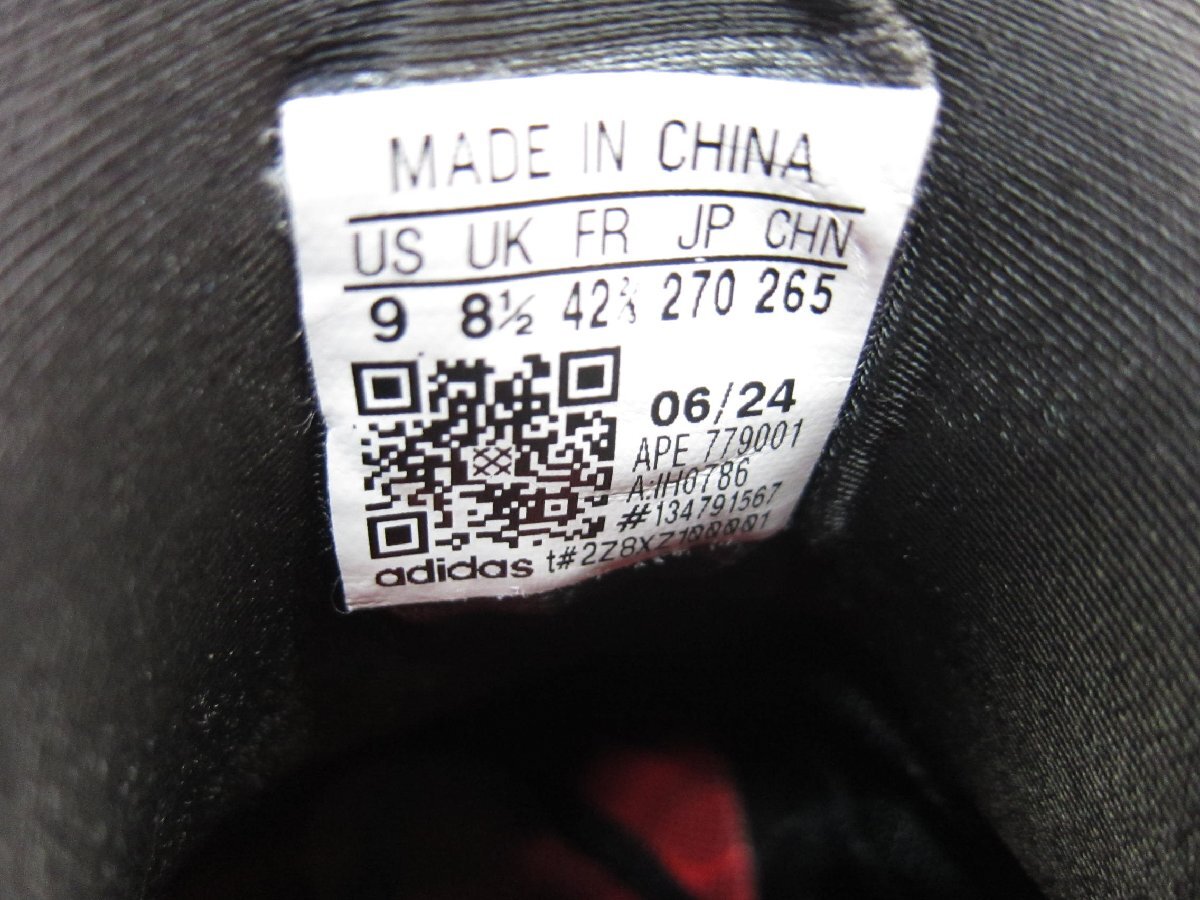 MADE IN CHINA
US UK FR JP CHN
9 8½ 42⅔ 270 265
06/24
APE 779001
A:IH0786
#134791567
adidas t#2Z8XZ100001